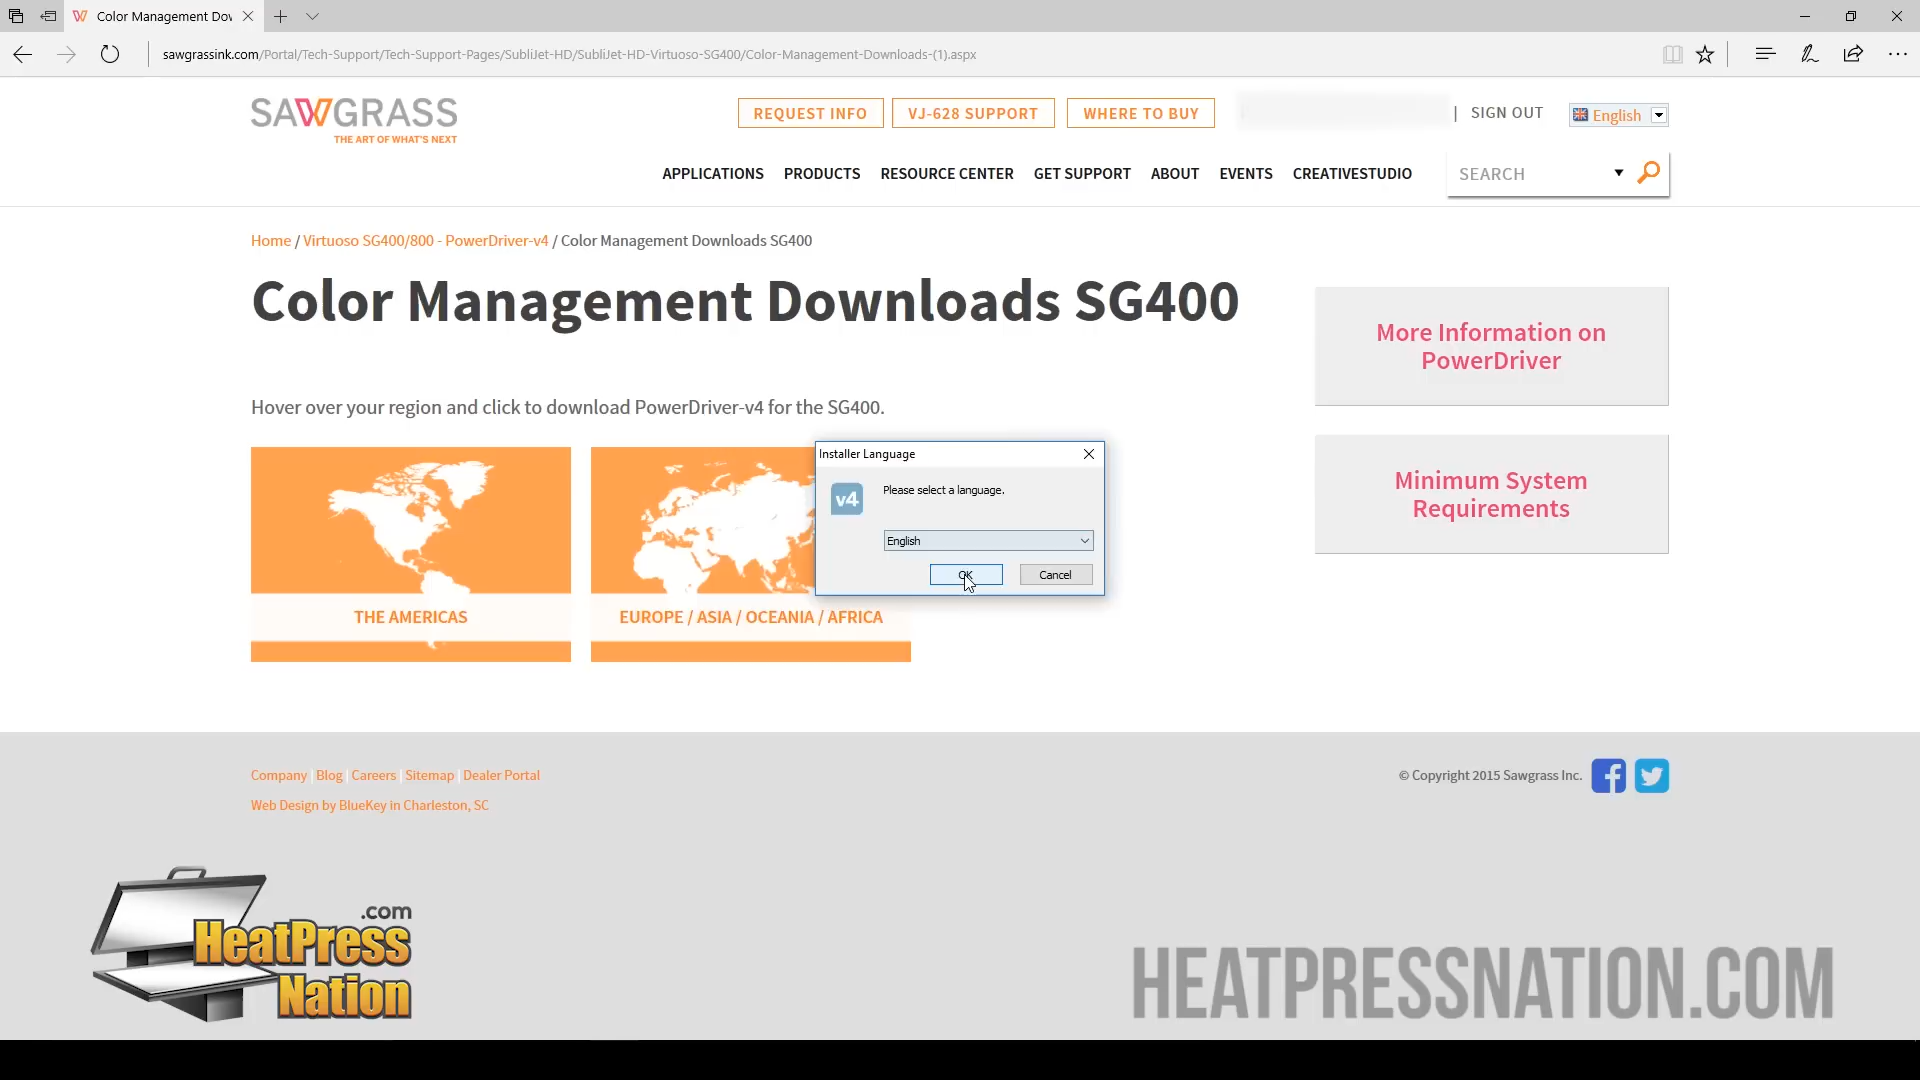 Color Management Dow
sawgrassink.com/Portal/Tech-Support/Tech-Support-Pages/SubliJet-HD/SubliJet-HD-Virtuoso-SG400/Color-Management-Downloads-(1).aspx
SAWGRASS
THE ART OF WHAT'S NEXT
REQUEST INFO
VJ-628 SUPPORT
WHERE TO BUY
| SIGN OUT
English
APPLICATIONS PRODUCTS RESOURCE CENTER GET SUPPORT ABOUT EVENTS CREATIVESTUDIO
SEARCH
Home / Virtuoso SG400/800 - PowerDriver-v4 / Color Management Downloads SG400
Color Management Downloads SG400
More Information on
PowerDriver
Hover over your region and click to download PowerDriver-v4 for the SG400.
Installer Language
v4
Please select a language.
English
OK
Cancel
Minimum System
Requirements
THE AMERICAS
EUROPE / ASIA / OCEANIA / AFRICA
Company | Blog | Careers | Sitemap | Dealer Portal
© Copyright 2015 Sawgrass Inc.
Web Design by BlueKey in Charleston, SC
.com
HeatPress
Nation
HEATPRESSNATION.COM